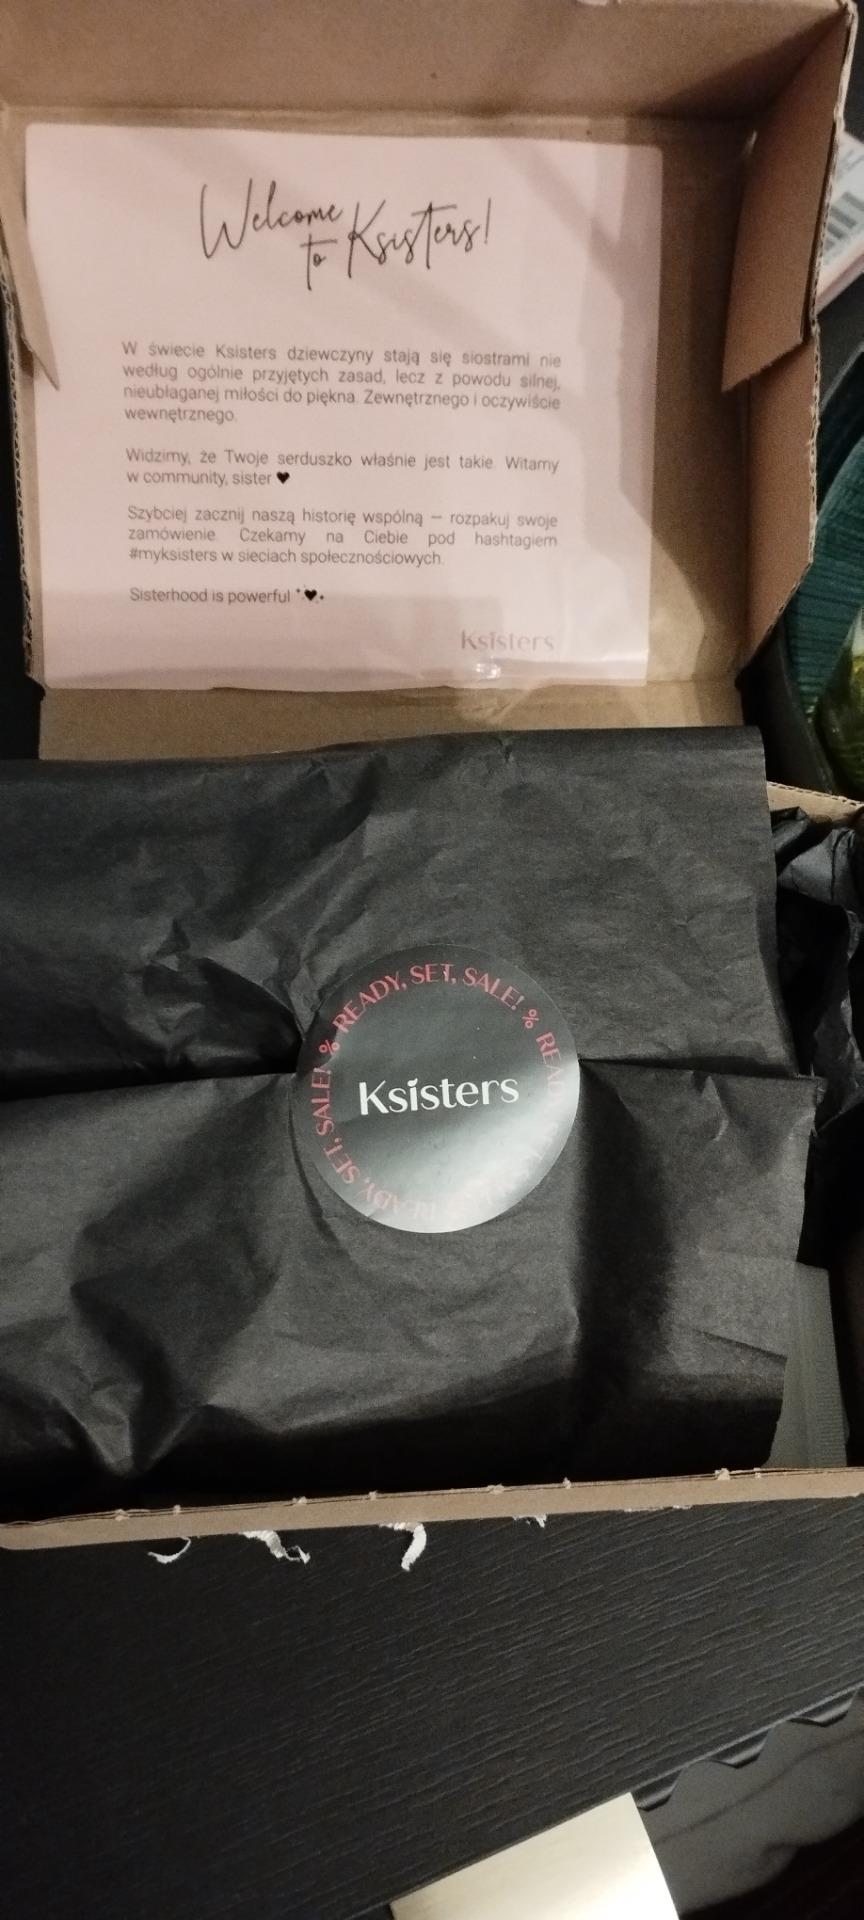 Welcome
to Ksisters!
W świecie Ksisters dziewczyny stają się siostrami nie
według ogólnie przyjętych zasad, lecz z powodu silnej,
nieubłaganej miłości do piękna. Zewnętrznego i oczywiście
wewnętrznego.
Widzimy, że Twoje serduszko właśnie jest takie. Witamy
w community, sister ♥
Szybciej zacznij naszą historię wspólną – rozpakuj swoje
zamówienie. Czekamy na Ciebie pod hashtagiem
#myksisters w sieciach społecznościowych.
Sisterhood is powerful ♥
Ksisters
% READY, SET, SALE! % READY, SET, SALE!
Ksisters